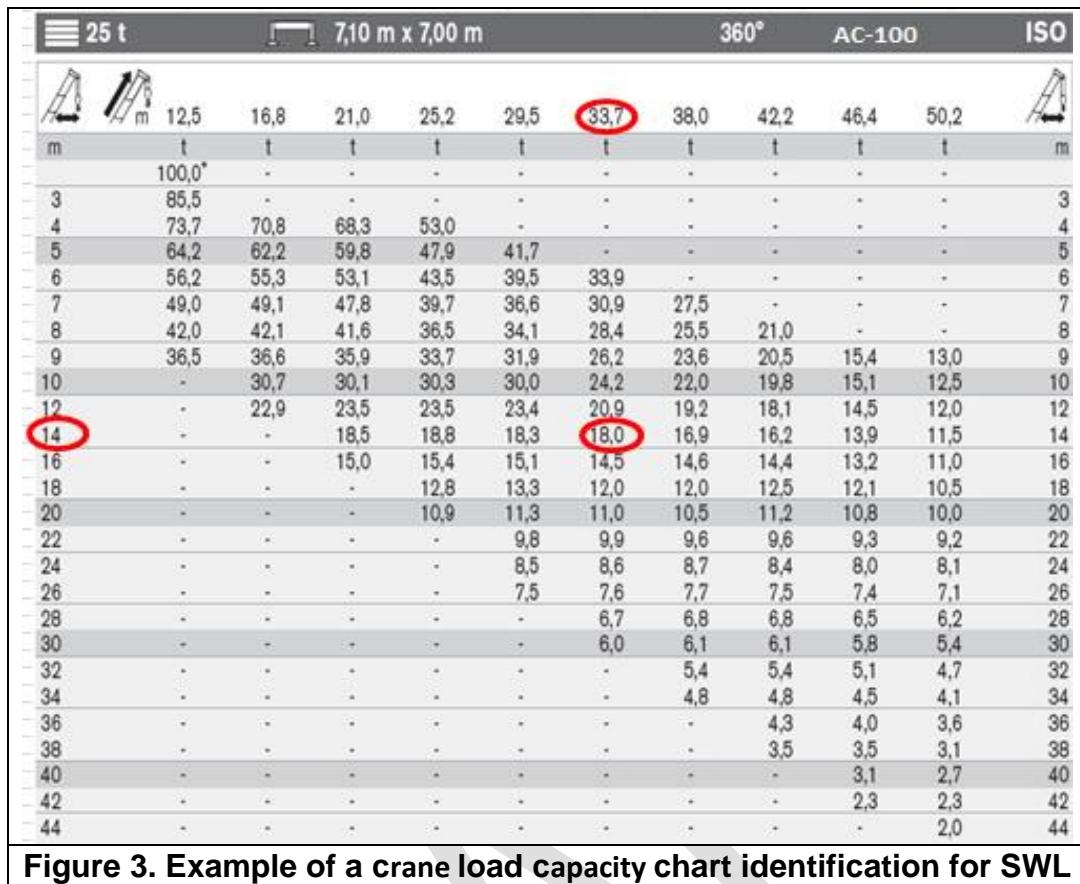 25 t 7,10 m x 7,00 m 360° AC-100 ISO
m 12,5 16,8 21,0 25,2 29,5 33,7 38,0 42,2 46,4 50,2
m t t t t t t t t t t m
100,0* - - - - - - - - -
3 85,5 - - - - - - - - - 3
4 73,7 70,8 68,3 53,0 - - - - - - 4
5 64,2 62,2 59,8 47,9 41,7 - - - - - 5
6 56,2 55,3 53,1 43,5 39,5 33,9 - - - - 6
7 49,0 49,1 47,8 39,7 36,6 30,9 27,5 - - - 7
8 42,0 42,1 41,6 36,5 34,1 28,4 25,5 21,0 - - 8
9 36,5 36,6 35,9 33,7 31,9 26,2 23,6 20,5 15,4 13,0 9
10 - 30,7 30,1 30,3 30,0 24,2 22,0 19,8 15,1 12,5 10
12 - 22,9 23,5 23,5 23,4 20,9 19,2 18,1 14,5 12,0 12
14 - - 18,5 18,8 18,3 18,0 16,9 16,2 13,9 11,5 14
16 - - 15,0 15,4 15,1 14,5 14,6 14,4 13,2 11,0 16
18 - - - 12,8 13,3 12,0 12,0 12,5 12,1 10,5 18
20 - - - 10,9 11,3 11,0 10,5 11,2 10,8 10,0 20
22 - - - - 9,8 9,9 9,6 9,6 9,3 9,2 22
24 - - - - 8,5 8,6 8,7 8,4 8,0 8,1 24
26 - - - - 7,5 7,6 7,7 7,5 7,4 7,1 26
28 - - - - - 6,7 6,8 6,8 6,5 6,2 28
30 - - - - - 6,0 6,1 6,1 5,8 5,4 30
32 - - - - - - 5,4 5,4 5,1 4,7 32
34 - - - - - - 4,8 4,8 4,5 4,1 34
36 - - - - - - - 4,3 4,0 3,6 36
38 - - - - - - - 3,5 3,5 3,1 38
40 - - - - - - - - 3,1 2,7 40
42 - - - - - - - - 2,3 2,3 42
44 - - - - - - - - - 2,0 44
Figure 3. Example of a crane load capacity chart identification for SWL